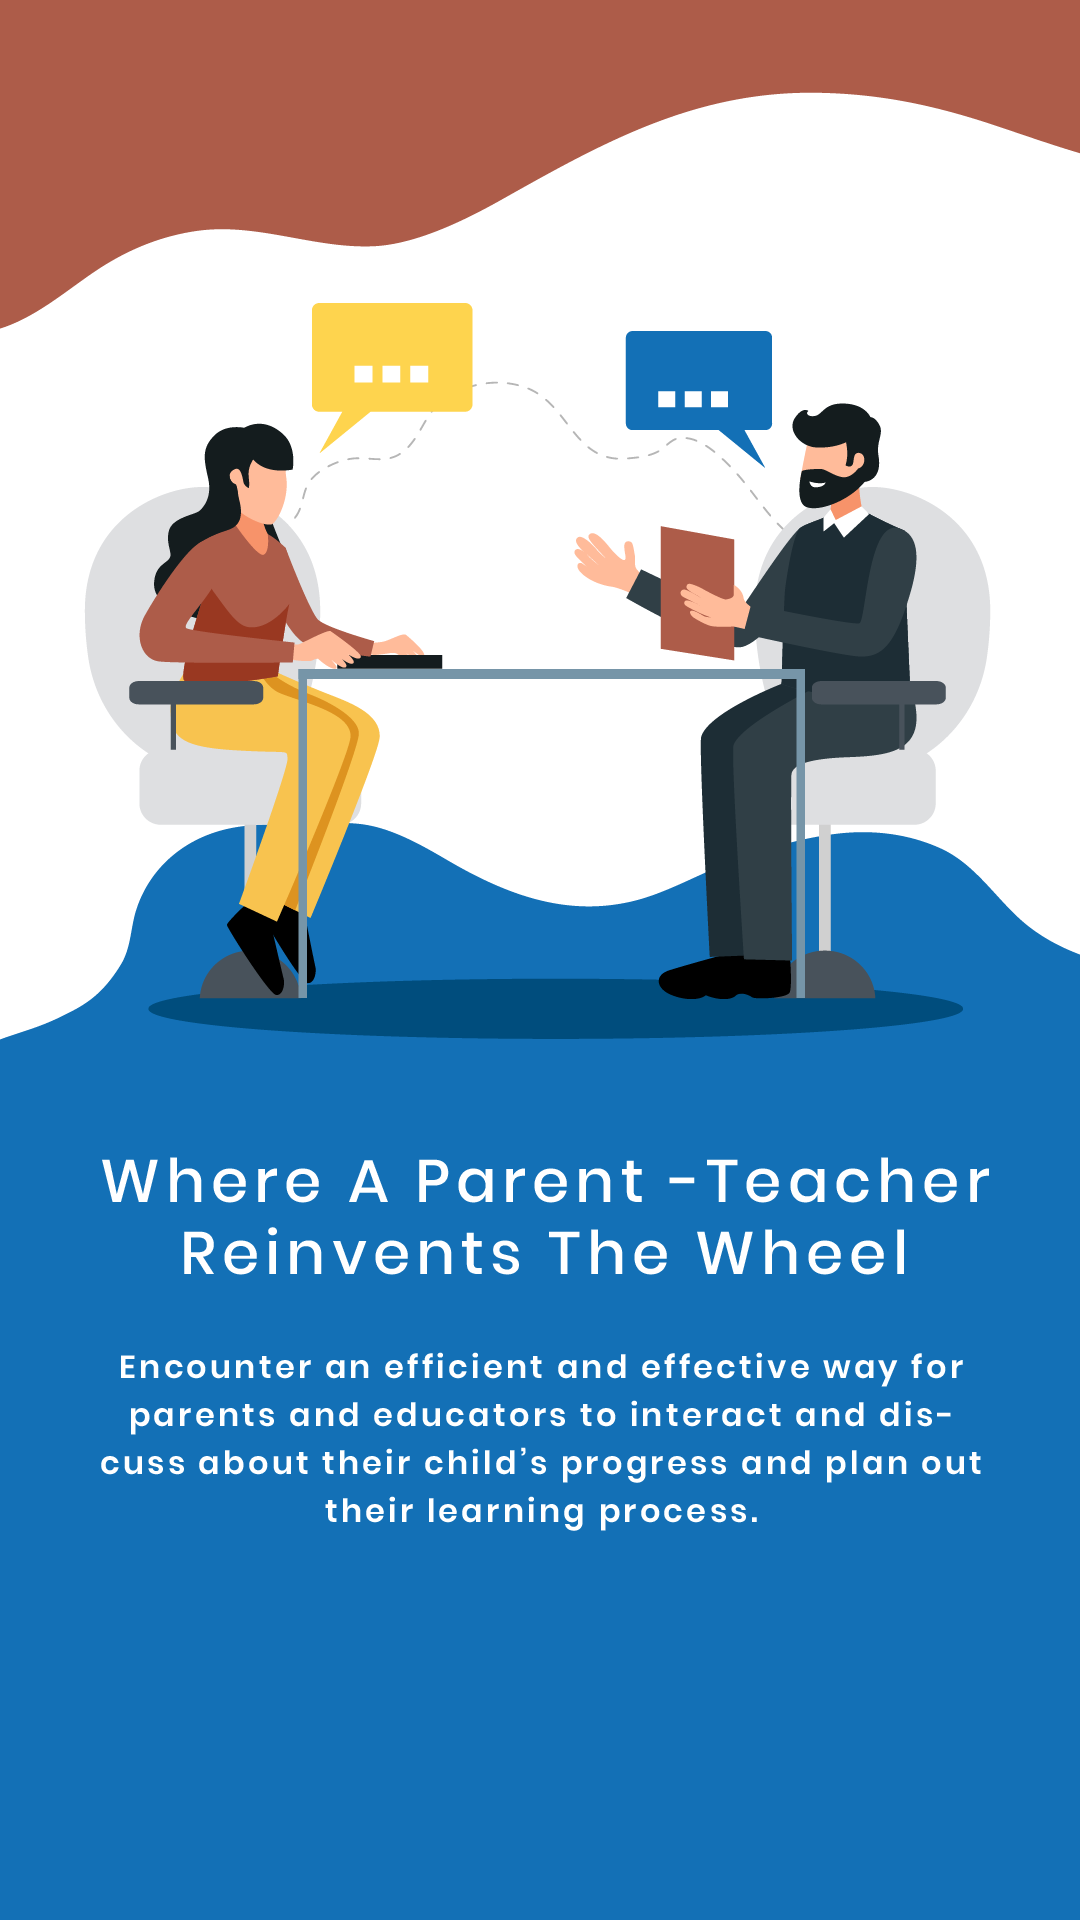 Where A Parent -Teacher
Reinvents The Wheel
Encounter an efficient and effective way for
parents and educators to interact and dis-
cuss about their child’s progress and plan out
their learning process.